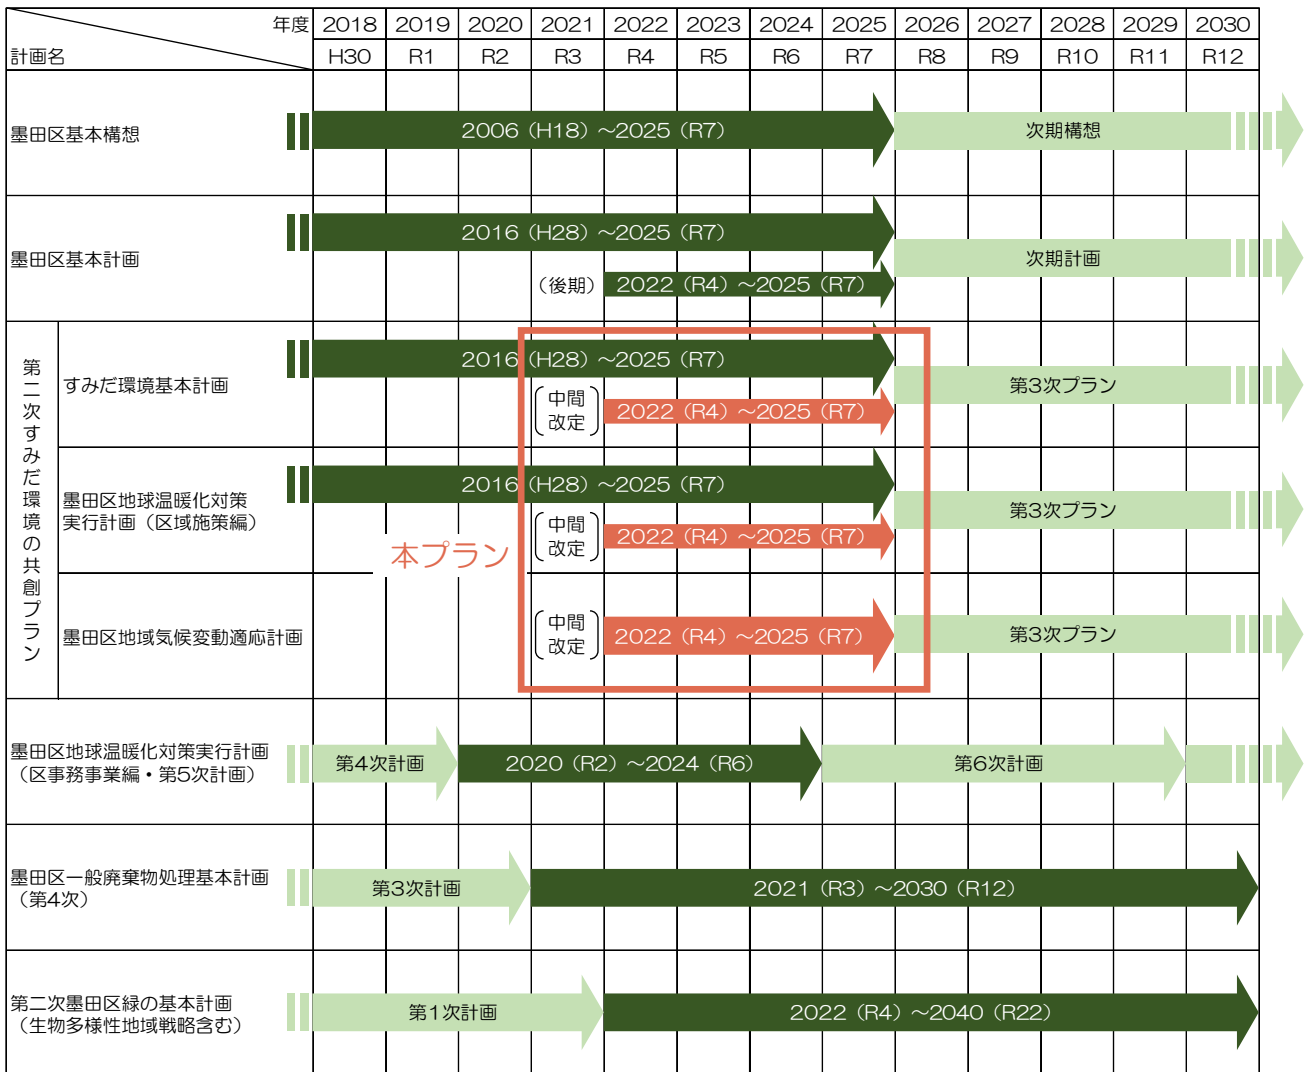 年度 2018 2019 2020 2021 2022 2023 2024 2025 2026 2027 2028 2029 2030
計画名 H30 R1 R2 R3 R4 R5 R6 R7 R8 R9 R10 R11 R12
墨田区基本構想 2006（H18）～2025（R7） 次期構想
墨田区基本計画 2016（H28）～2025（R7） 次期計画
（後期） 2022（R4）～2025（R7）
第二次すみだ環境の共創プラン
すみだ環境基本計画 2016（H28）～2025（R7） 第3次プラン
中間
改定
2022（R4）～2025（R7）
墨田区地球温暖化対策
実行計画（区域施策編）
2016（H28）～2025（R7） 第3次プラン
中間
改定
2022（R4）～2025（R7）
本プラン
墨田区地域気候変動適応計画
中間
改定
2022（R4）～2025（R7） 第3次プラン
墨田区地球温暖化対策実行計画
（区事務事業編・第5次計画）
第4次計画 2020（R2）～2024（R6） 第6次計画
墨田区一般廃棄物処理基本計画
（第4次）
第3次計画 2021（R3）～2030（R12）
第二次墨田区緑の基本計画
（生物多様性地域戦略含む）
第1次計画 2022（R4）～2040（R22）